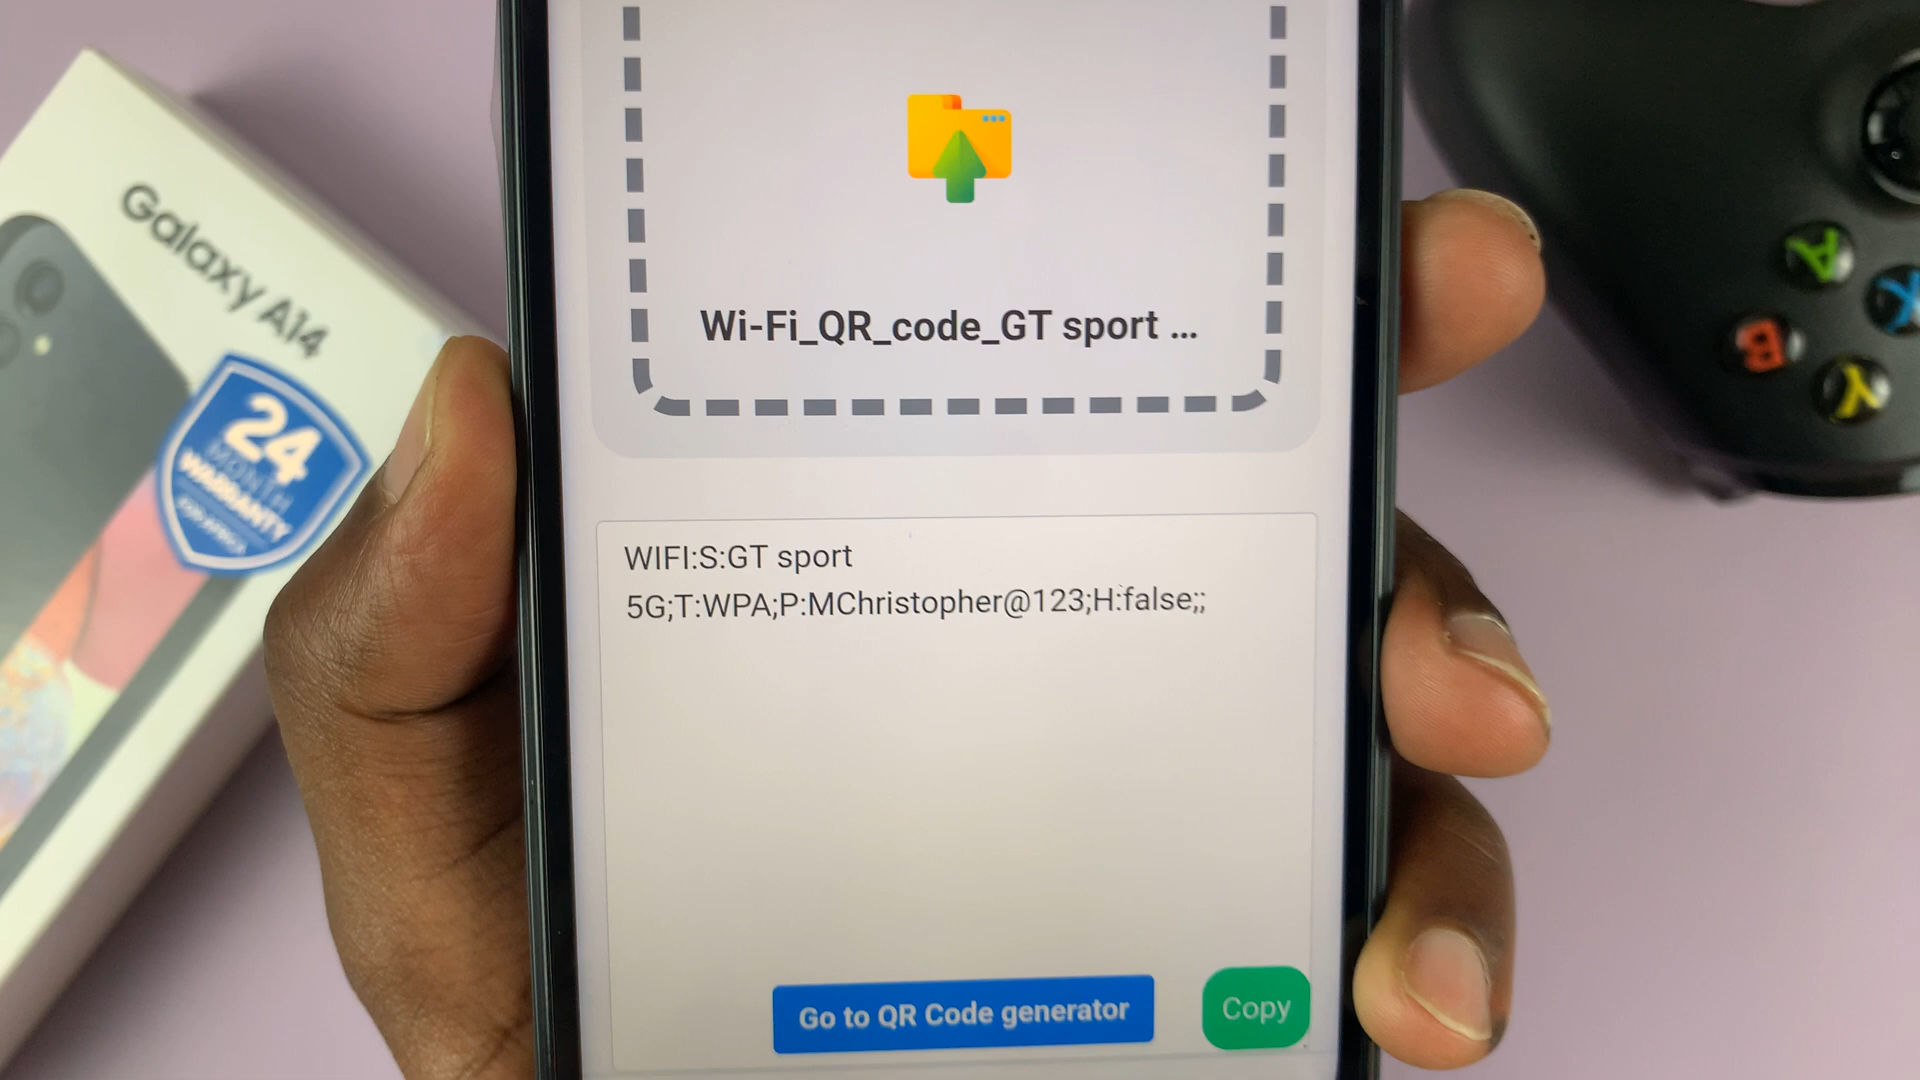 Galaxy A14
24
MONTH
WARRANTY
Wi-Fi_QR_code_GT sport ...
WIFI:S:GT sport
5G;T:WPA;P:MChristopher@123;H:false;;
Go to QR Code generator
Copy
A
X
B
Y